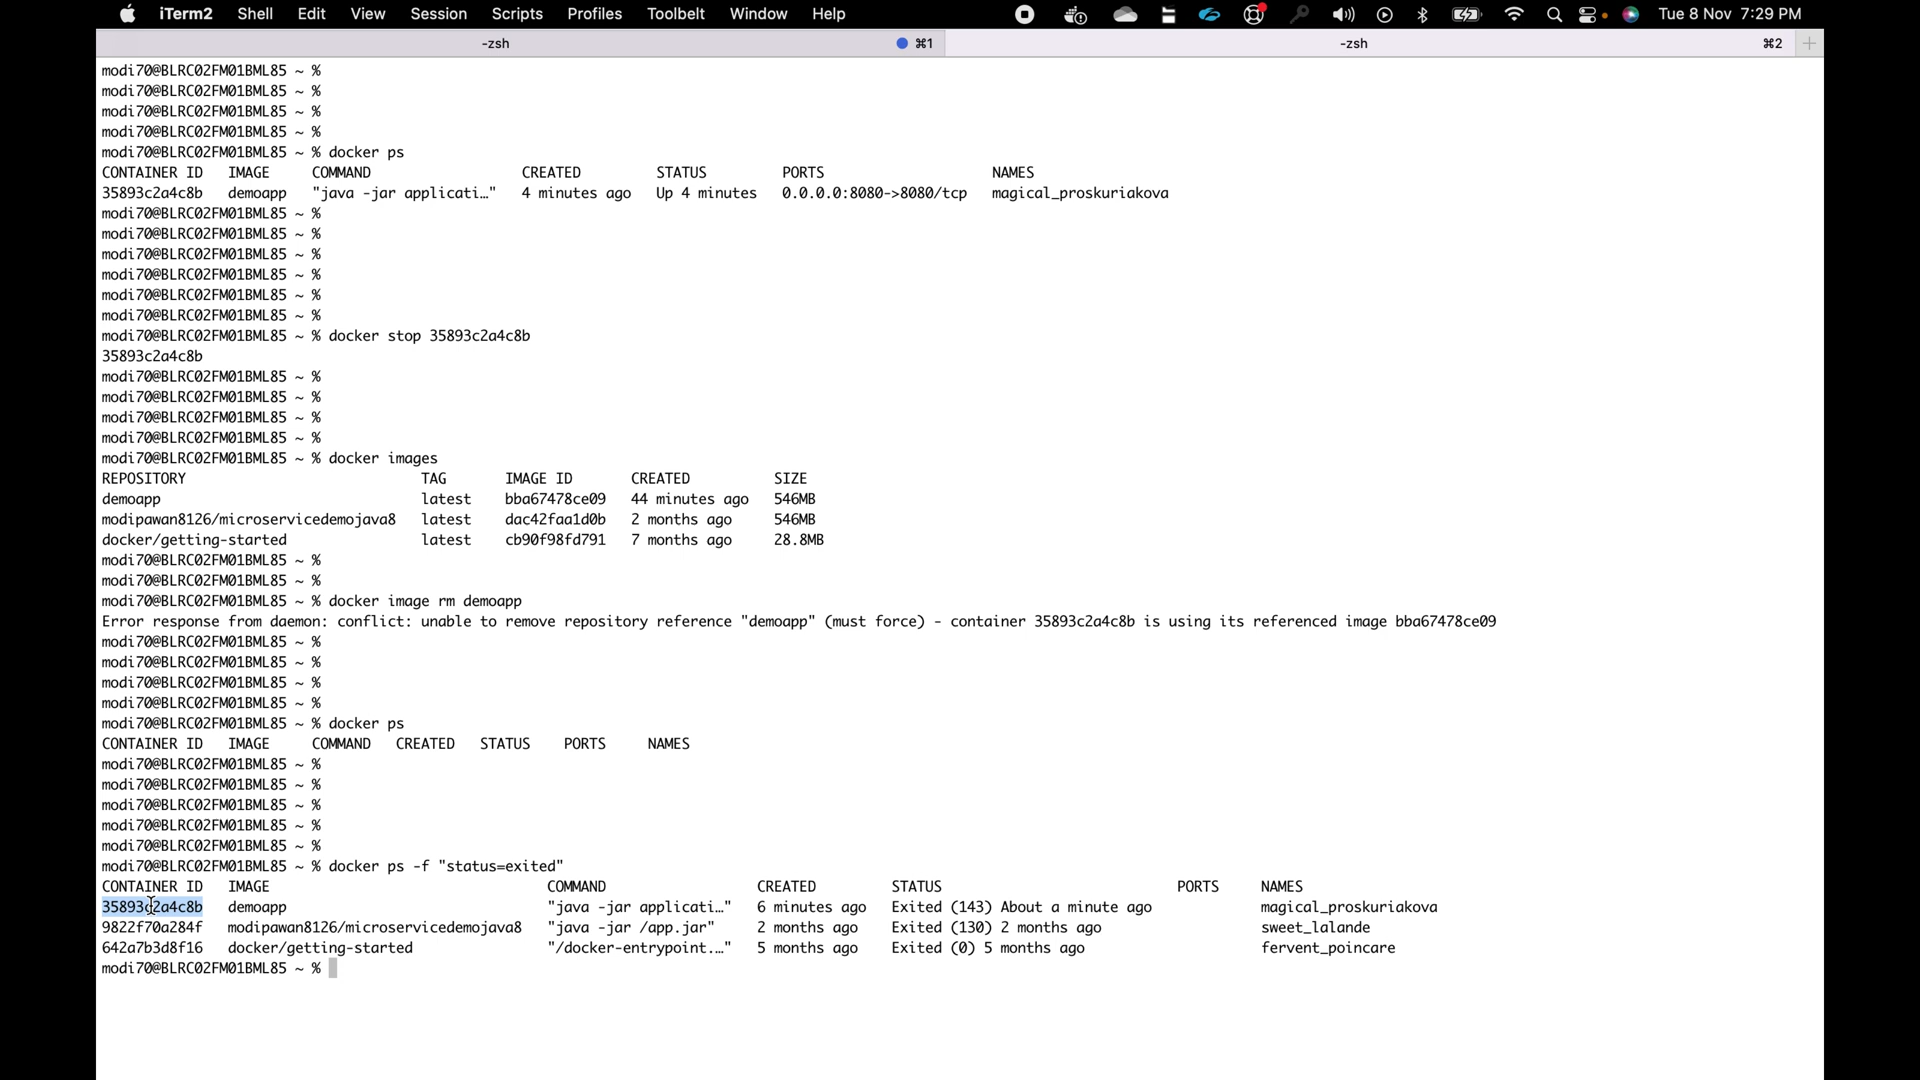 iTerm2 Shell Edit View Session Scripts Profiles Toolbelt Window Help Tue 8 Nov 7:29 PM
-zsh ⌘1 -zsh ⌘2
modi70@BLRC02FM01BML85 ~ %
modi70@BLRC02FM01BML85 ~ %
modi70@BLRC02FM01BML85 ~ %
modi70@BLRC02FM01BML85 ~ %
modi70@BLRC02FM01BML85 ~ % docker ps
CONTAINER ID IMAGE COMMAND CREATED STATUS PORTS NAMES
35893c2a4c8b demoapp "java -jar applicati…" 4 minutes ago Up 4 minutes 0.0.0.0:8080->8080/tcp magical_proskuriakova
modi70@BLRC02FM01BML85 ~ %
modi70@BLRC02FM01BML85 ~ %
modi70@BLRC02FM01BML85 ~ %
modi70@BLRC02FM01BML85 ~ %
modi70@BLRC02FM01BML85 ~ %
modi70@BLRC02FM01BML85 ~ %
modi70@BLRC02FM01BML85 ~ % docker stop 35893c2a4c8b
35893c2a4c8b
modi70@BLRC02FM01BML85 ~ %
modi70@BLRC02FM01BML85 ~ %
modi70@BLRC02FM01BML85 ~ %
modi70@BLRC02FM01BML85 ~ %
modi70@BLRC02FM01BML85 ~ % docker images
REPOSITORY TAG IMAGE ID CREATED SIZE
demoapp latest bba67478ce09 44 minutes ago 546MB
modipawan8126/microservicedemojava8 latest dac42faa1d0b 2 months ago 546MB
docker/getting-started latest cb90f98fd791 7 months ago 28.8MB
modi70@BLRC02FM01BML85 ~ %
modi70@BLRC02FM01BML85 ~ %
modi70@BLRC02FM01BML85 ~ % docker image rm demoapp
Error response from daemon: conflict: unable to remove repository reference "demoapp" (must force) - container 35893c2a4c8b is using its referenced image bba67478ce09
modi70@BLRC02FM01BML85 ~ %
modi70@BLRC02FM01BML85 ~ %
modi70@BLRC02FM01BML85 ~ %
modi70@BLRC02FM01BML85 ~ %
modi70@BLRC02FM01BML85 ~ % docker ps
CONTAINER ID IMAGE COMMAND CREATED STATUS PORTS NAMES
modi70@BLRC02FM01BML85 ~ %
modi70@BLRC02FM01BML85 ~ %
modi70@BLRC02FM01BML85 ~ %
modi70@BLRC02FM01BML85 ~ %
modi70@BLRC02FM01BML85 ~ %
modi70@BLRC02FM01BML85 ~ % docker ps -f "status=exited"
CONTAINER ID IMAGE COMMAND CREATED STATUS PORTS NAMES
35893c2a4c8b demoapp "java -jar applicati…" 6 minutes ago Exited (143) About a minute ago magical_proskuriakova
9822f70a284f modipawan8126/microservicedemojava8 "java -jar /app.jar" 2 months ago Exited (130) 2 months ago sweet_lalande
642a7b3d8f16 docker/getting-started "/docker-entrypoint.…" 5 months ago Exited (0) 5 months ago fervent_poincare
modi70@BLRC02FM01BML85 ~ %